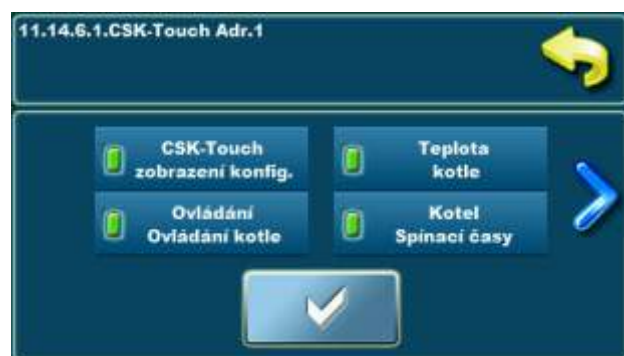 11.14.6.1.CSK-Touch Adr.1
CSK-Touch
zobrazení konfig.
Teplota
kotle
Ovládání
Ovládání kotle
Kotel
Spínací časy